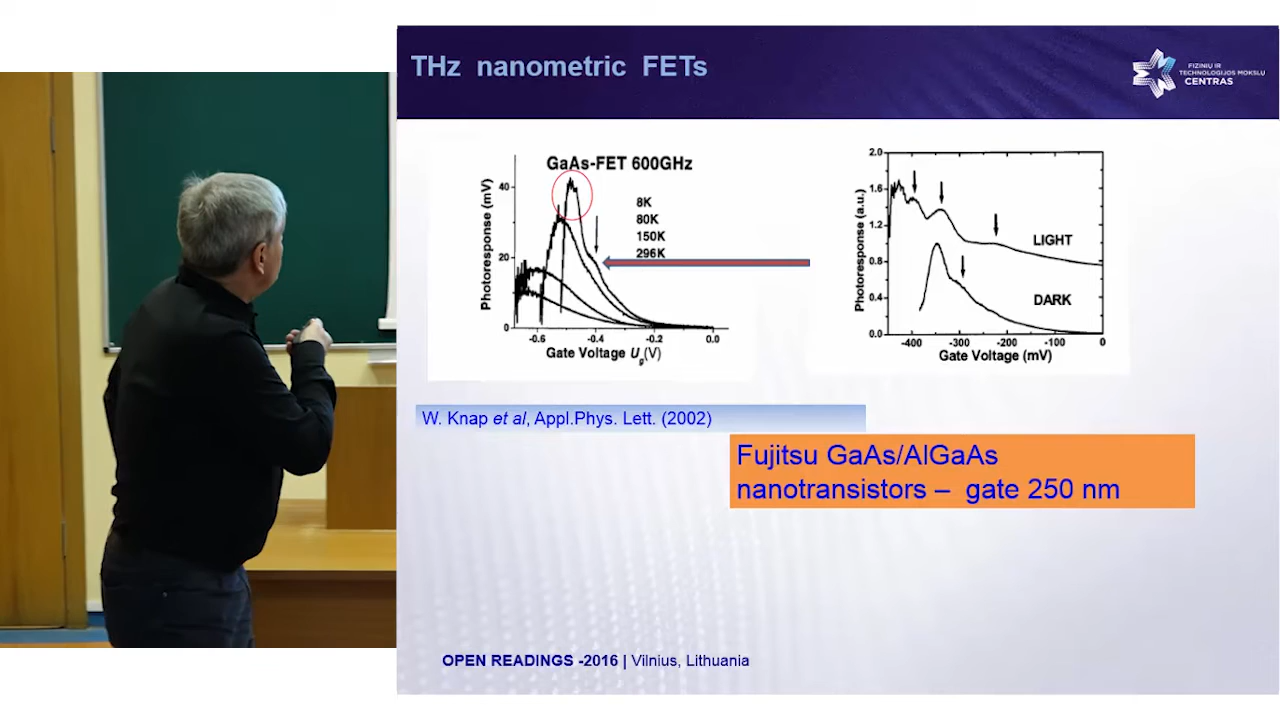 THz nanometric FETs
FIZINIŲ IR
TECHNOLOGIJOS MOKSLŲ
CENTRAS
GaAs-FET 600GHz
Photoresponse (mV)
40
20
0
8K
80K
150K
296K
-0.6
-0.4
-0.2
0.0
Gate Voltage Ug(V)
Photoresponse (a.u.)
2.0
1.6
1.2
0.8
0.4
0.0
LIGHT
DARK
-400
-300
-200
-100
0
Gate Voltage (mV)
W. Knap et al, Appl.Phys. Lett. (2002)
Fujitsu GaAs/AlGaAs
nanotransistors – gate 250 nm
OPEN READINGS -2016 | Vilnius, Lithuania